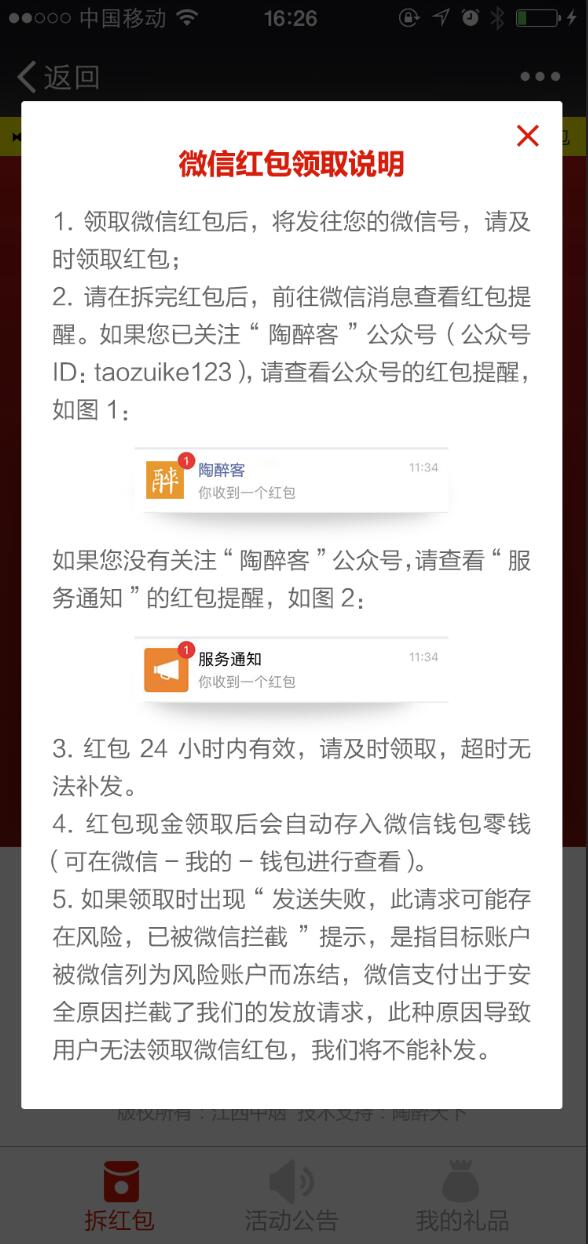 中国移动
16:26
返回
包
微信红包领取说明
1. 领取微信红包后，将发往您的微信号，请及
时领取红包；
2. 请在拆完红包后，前往微信消息查看红包提
醒。如果您已关注“陶醉客”公众号（公众号
ID：taozuike123），请查看公众号的红包提醒，
如图 1：
醉
1
陶醉客
11:34
你收到一个红包
如果您没有关注“陶醉客”公众号，请查看“服
务通知”的红包提醒，如图 2：
1
服务通知
11:34
你收到一个红包
3. 红包 24 小时内有效，请及时领取，超时无
法补发。
4. 红包现金领取后会自动存入微信钱包零钱
（可在微信 – 我的 – 钱包进行查看）。
5. 如果领取时出现“发送失败，此请求可能存
在风险，已被微信拦截 ”提示，是指目标账户
被微信列为风险账户而冻结，微信支付出于安
全原因拦截了我们的发放请求，此种原因导致
用户无法领取微信红包，我们将不能补发。
版权所有：江西中烟 技术支持：陶醉天下
拆红包
活动公告
我的礼品